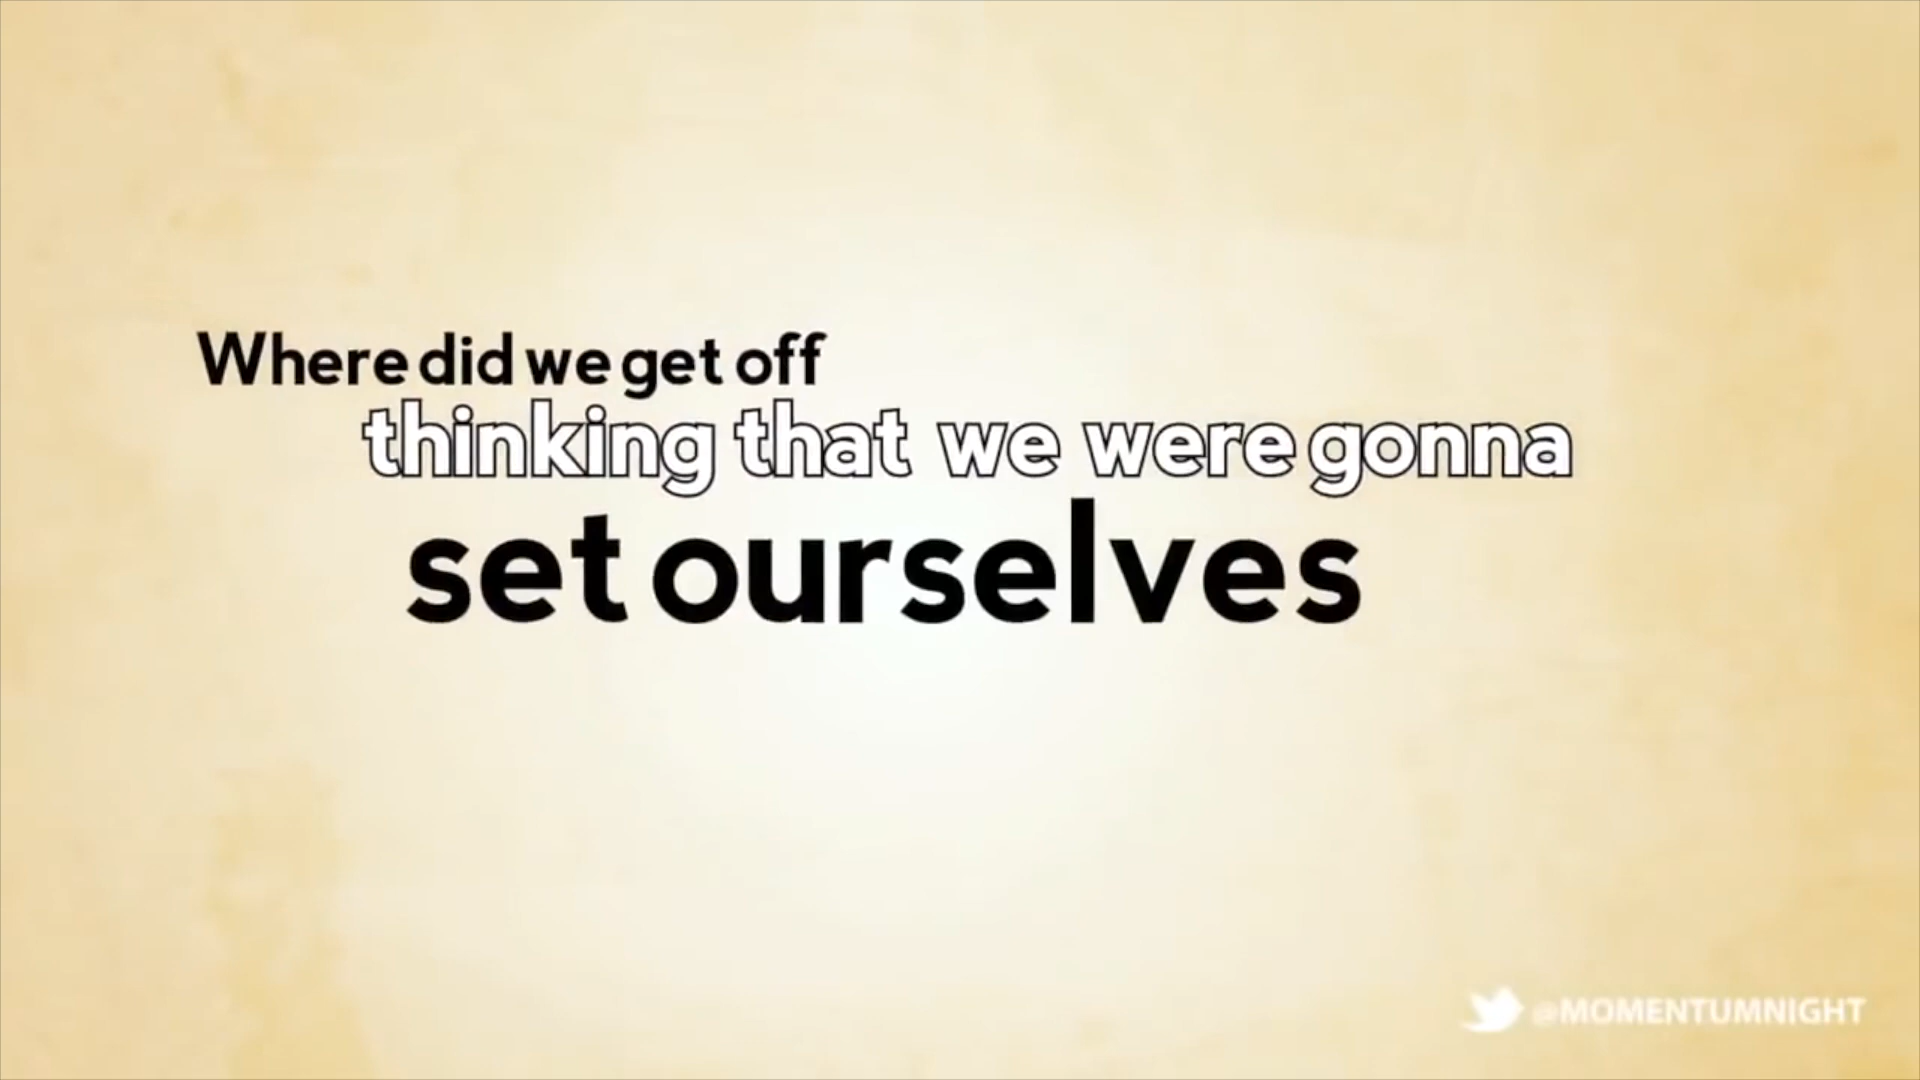 Where did we get off
thinking that we were gonna
set ourselves
@MOMENTUMNIGHT